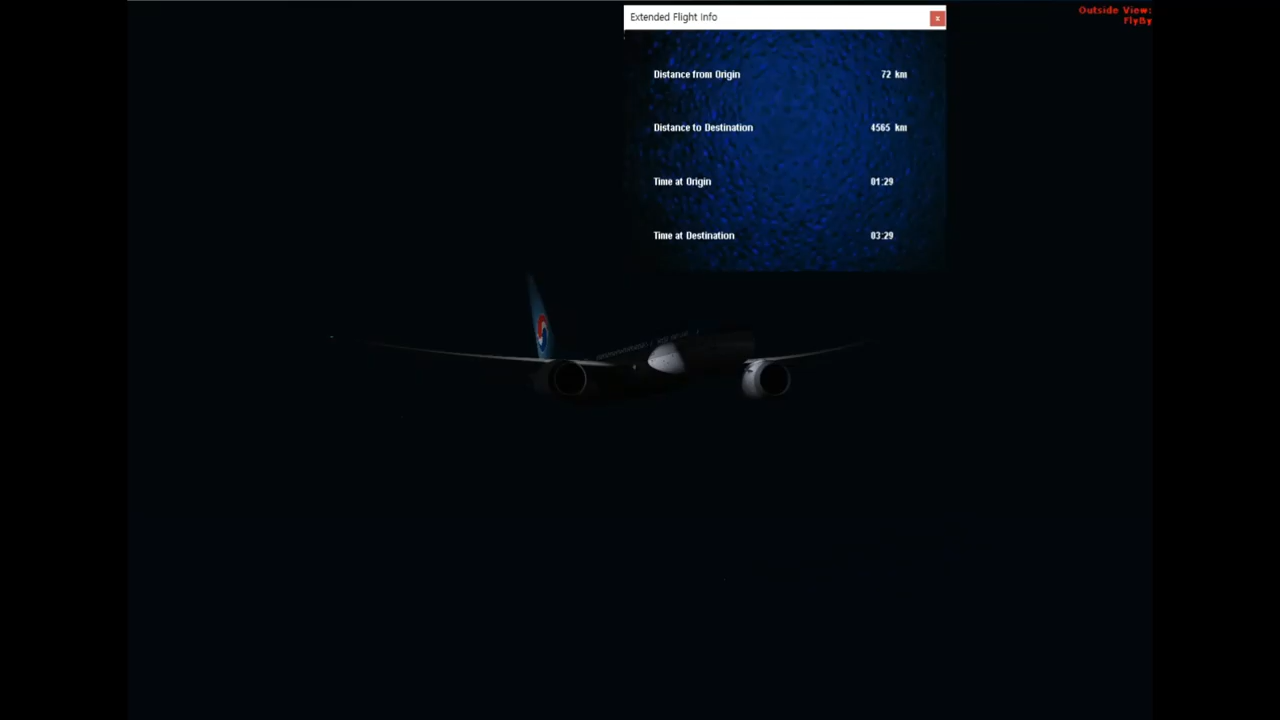 Extended Flight Info
x
Outside View:
FlyBy
Distance from Origin 72 km
Distance to Destination 4565 km
Time at Origin 01:29
Time at Destination 03:29